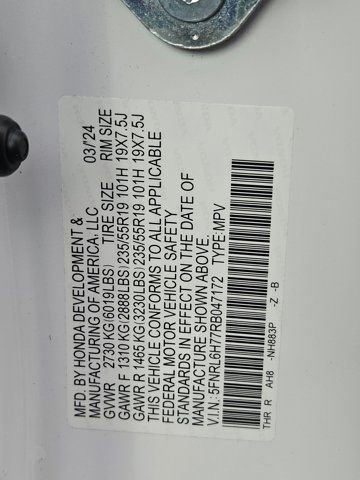 MFD. BY HONDA DEVELOPMENT &
MANUFACTURING OF AMERICA, LLC 03/24
GVWR 2730 KG(6019 LBS) TIRE SIZE RIM SIZE
GAWR F 1310 KG(2888LBS) 235/55R19 101H 19X7.5J
GAWR R 1465 KG(3230LBS) 235/55R19 101H 19X7.5J
THIS VEHICLE CONFORMS TO ALL APPLICABLE
FEDERAL MOTOR VEHICLE SAFETY
STANDARDS IN EFFECT ON THE DATE OF
MANUFACTURE SHOWN ABOVE.
V.I.N.: 5FNRL6H77RB047172 TYPE:MPV
THR R AH8 -NH883P -Z -B